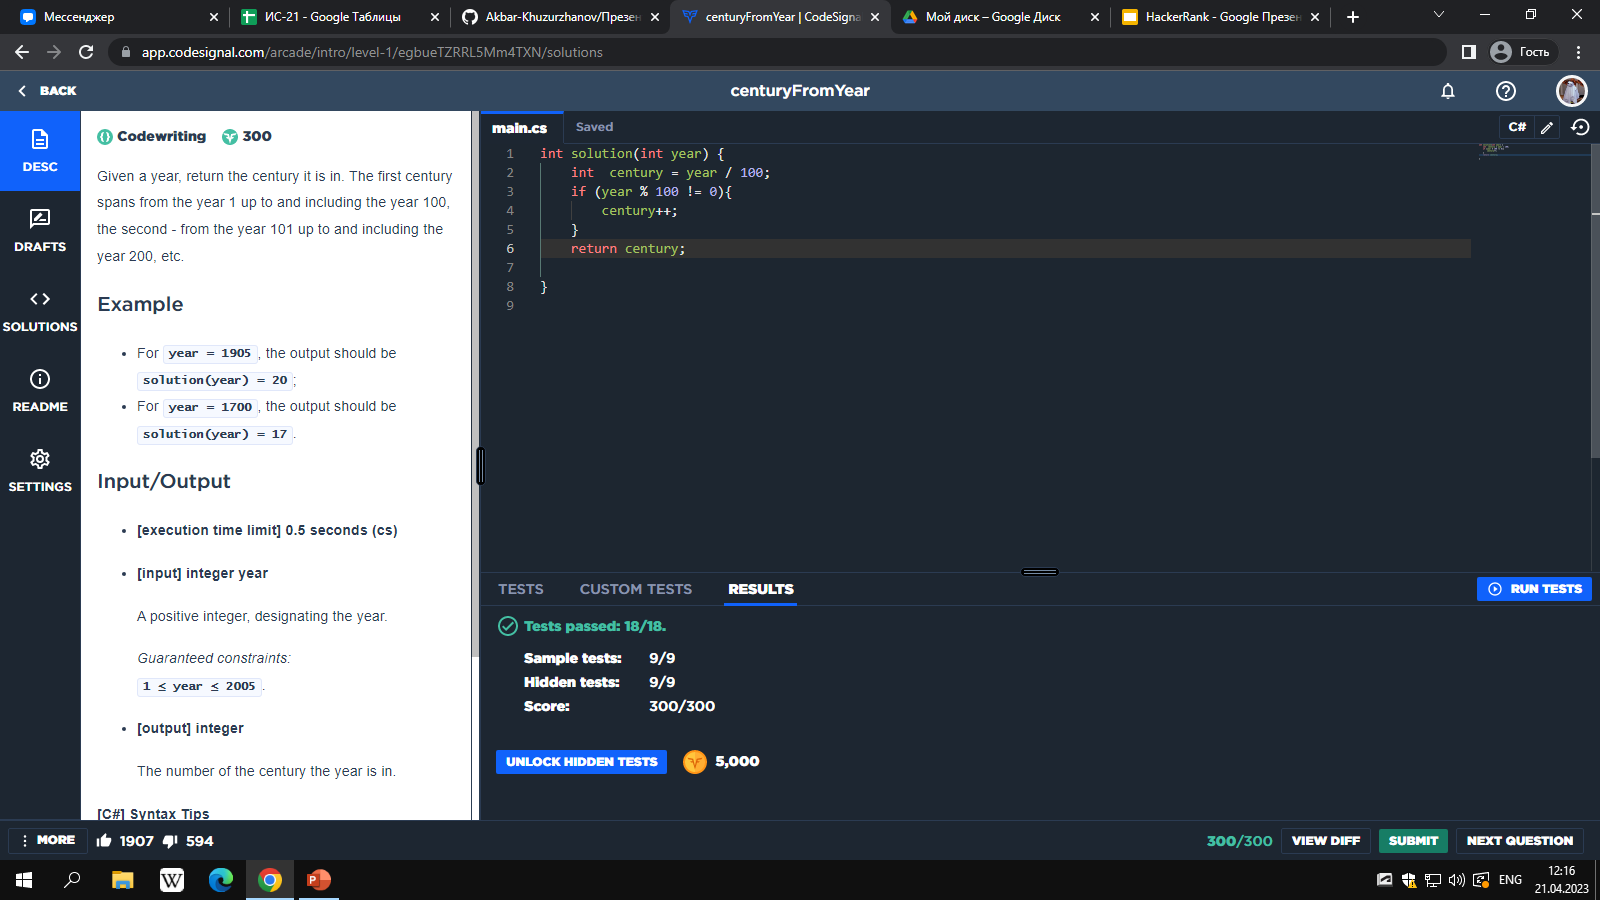 Мессенджер
ИС-21 - Google Таблицы
Akbar-Khuzurzhanov/Презен
centuryFromYear | CodeSigna
Мой диск – Google Диск
HackerRank - Google Презен
app.codesignal.com/arcade/intro/level-1/egbueTZRRL5Mm4TXN/solutions
Гость
BACK
centuryFromYear
DESC
DRAFTS
SOLUTIONS
README
SETTINGS
Codewriting 300
Given a year, return the century it is in. The first century
spans from the year 1 up to and including the year 100,
the second - from the year 101 up to and including the
year 200, etc.
Example
• For year = 1905, the output should be
solution(year) = 20;
• For year = 1700, the output should be
solution(year) = 17.
Input/Output
• [execution time limit] 0.5 seconds (cs)
• [input] integer year
A positive integer, designating the year.
Guaranteed constraints:
1 ≤ year ≤ 2005.
• [output] integer
The number of the century the year is in.
[C#] Syntax Tips
main.cs Saved
C#
1 int solution(int year) {
2     int  century = year / 100;
3     if (year % 100 != 0){
4         century++;
5     }
6     return century;
7
8 }
9
TESTS CUSTOM TESTS RESULTS
RUN TESTS
Tests passed: 18/18.
Sample tests: 9/9
Hidden tests: 9/9
Score: 300/300
UNLOCK HIDDEN TESTS 5,000
MORE 1907 594
300/300 VIEW DIFF SUBMIT NEXT QUESTION
W
P
ENG
12:16
21.04.2023